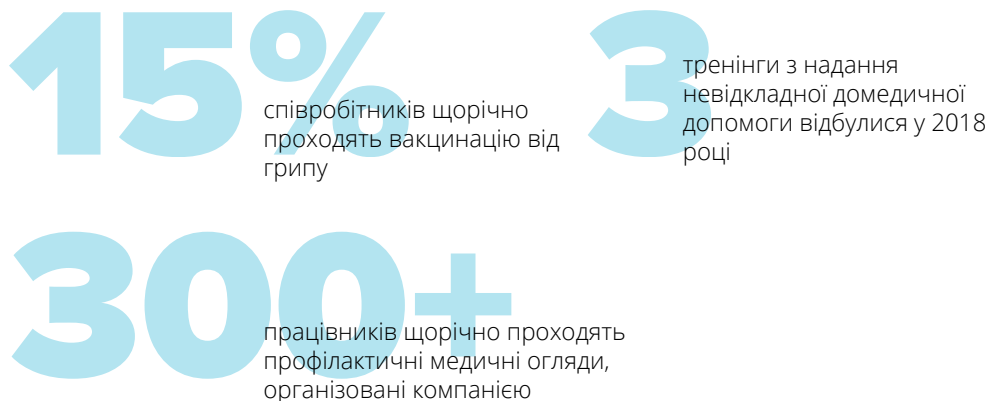 15%
співробітників щорічно
проходять вакцинацію від
грипу
3
тренінги з надання
невідкладної домедичної
допомоги відбулися у 2018
році
300+
працівників щорічно проходять
профілактичні медичні огляди,
організовані компанією